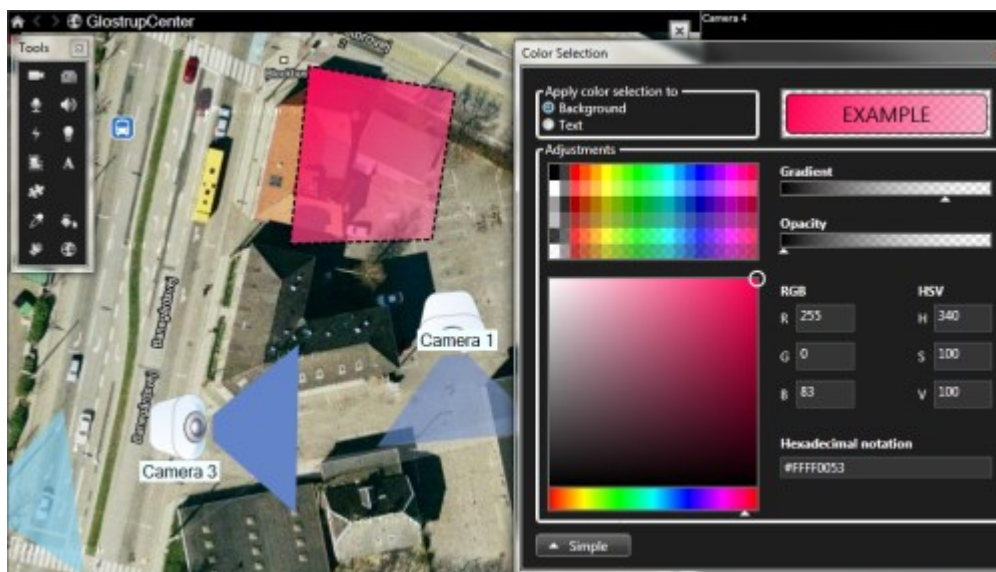 GlostrupCenter
Camera 4
Tools
A
Camera 1
Camera 3
Color Selection
Apply color selection to
Background
Text
EXAMPLE
Adjustments
Gradient
Opacity
RGB
HSV
R 255
H 340
G 0
S 100
B 83
V 100
Hexadecimal notation
#FFFF0053
Simple